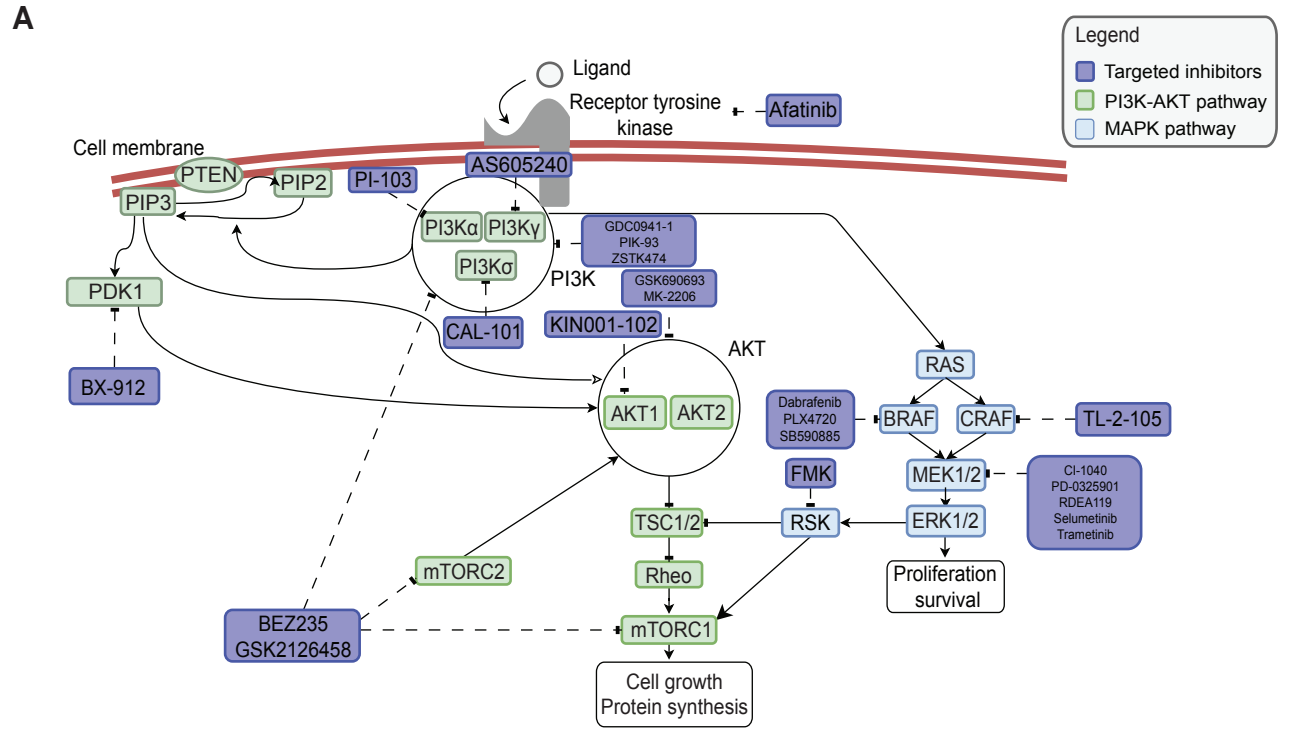 A
Legend
Targeted inhibitors
PI3K-AKT pathway
MAPK pathway
Ligand
Receptor tyrosine
kinase
Afatinib
Cell membrane
PTEN
PIP2
PIP3
PI-103
AS605240
PI3Kα
PI3Kγ
PI3Kσ
PI3K
GDC0941-1
PIK-93
ZSTK474
GSK690693
MK-2206
PDK1
CAL-101
KIN001-102
AKT
BX-912
AKT1
AKT2
RAS
Dabrafenib
PLX4720
SB590885
BRAF
CRAF
TL-2-105
FMK
MEK1/2
CI-1040
PD-0325901
RDEA119
Selumetinib
Trametinib
TSC1/2
RSK
ERK1/2
mTORC2
Rheo
Proliferation
survival
BEZ235
GSK2126458
mTORC1
Cell growth
Protein synthesis